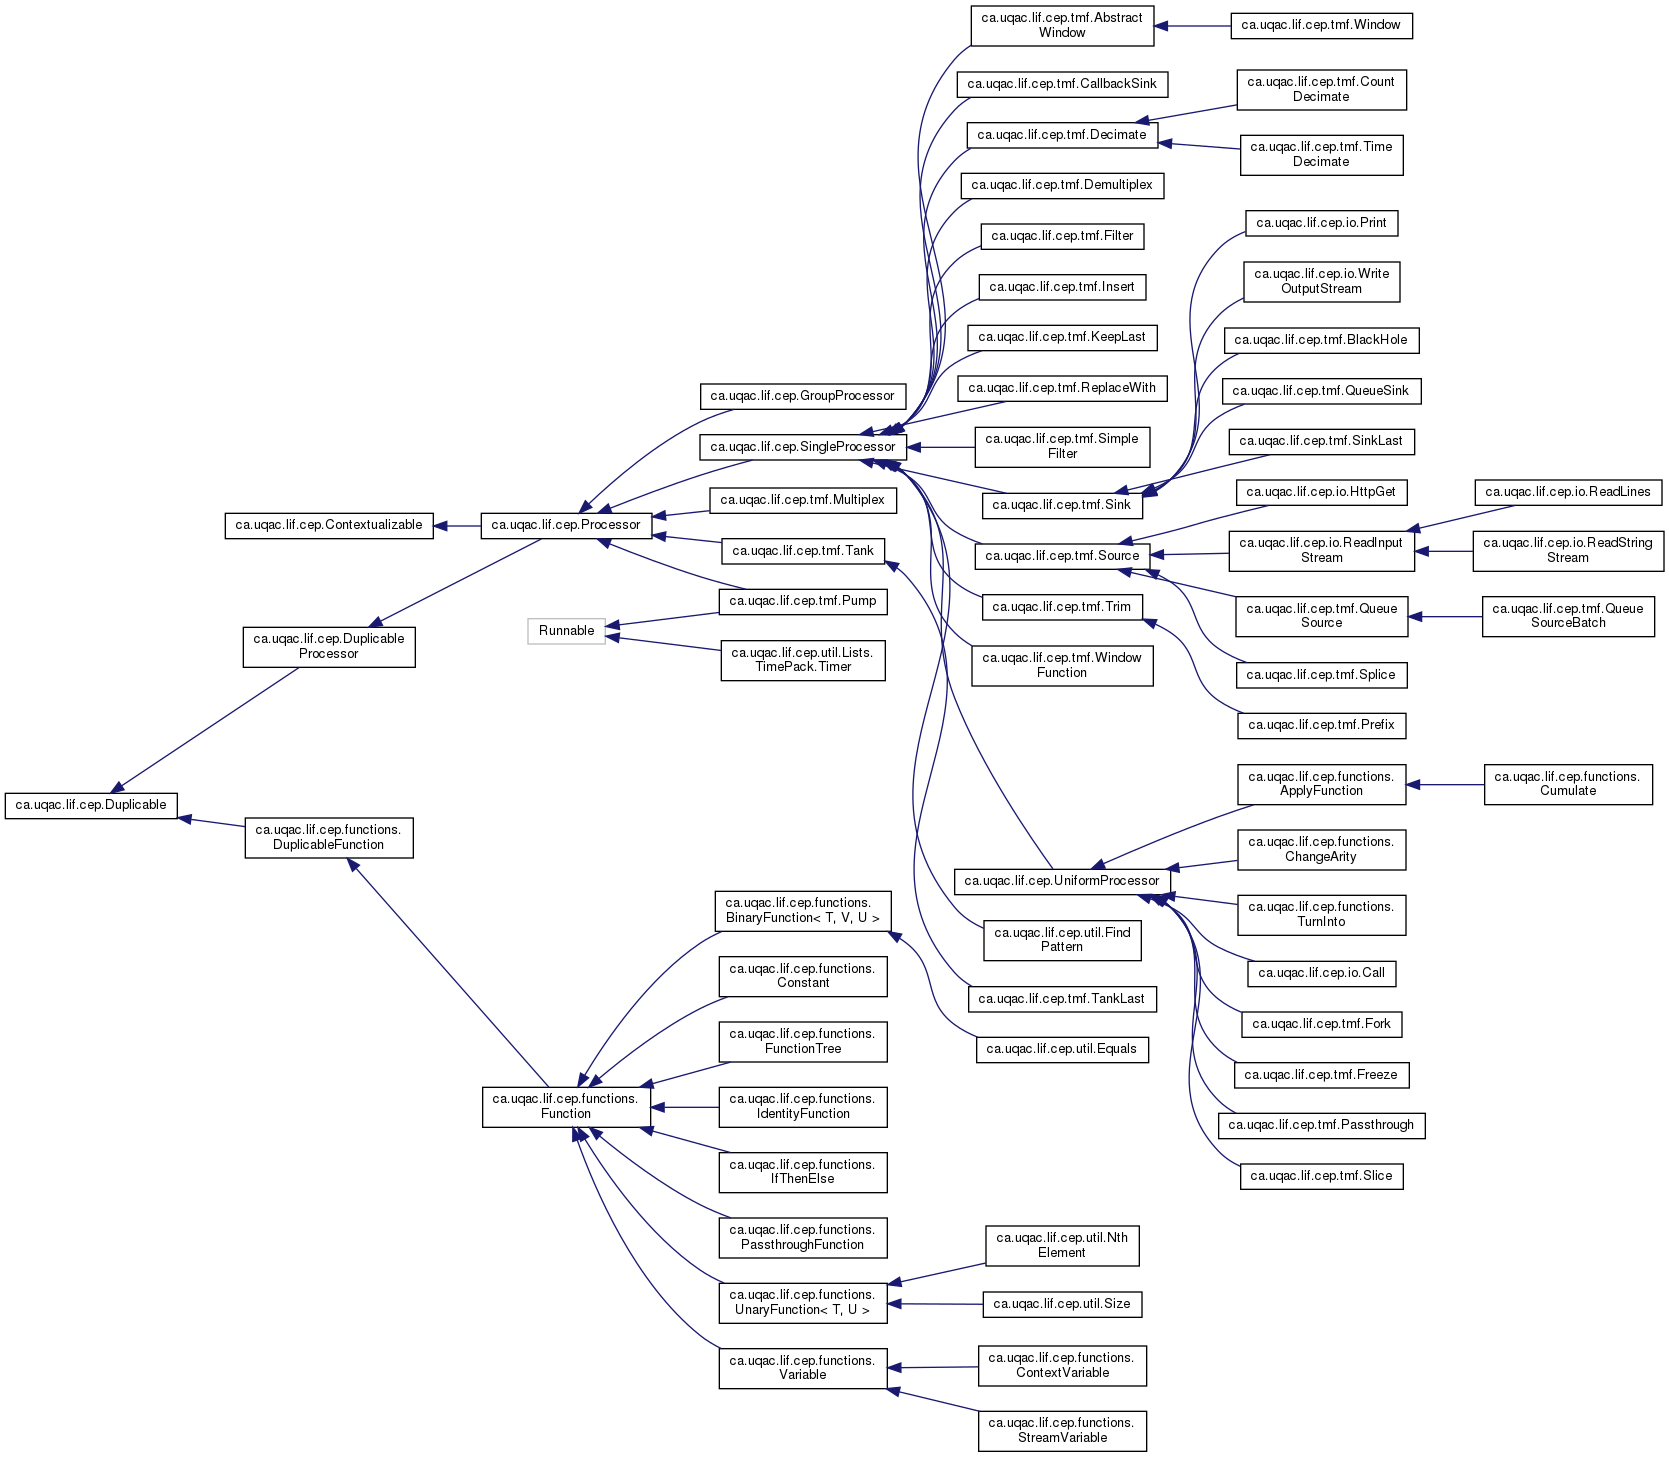 ca.uqac.lif.cep.Duplicable
ca.uqac.lif.cep.Contextualizable
ca.uqac.lif.cep.Duplicable
Processor
ca.uqac.lif.cep.functions.
DuplicableFunction
ca.uqac.lif.cep.Processor
Runnable
ca.uqac.lif.cep.functions.
Function
ca.uqac.lif.cep.GroupProcessor
ca.uqac.lif.cep.SingleProcessor
ca.uqac.lif.cep.tmf.Multiplex
ca.uqac.lif.cep.tmf.Tank
ca.uqac.lif.cep.tmf.Pump
ca.uqac.lif.cep.util.Lists.
TimePack.Timer
ca.uqac.lif.cep.functions.
BinaryFunction< T, V, U >
ca.uqac.lif.cep.functions.
Constant
ca.uqac.lif.cep.functions.
FunctionTree
ca.uqac.lif.cep.functions.
IdentityFunction
ca.uqac.lif.cep.functions.
IfThenElse
ca.uqac.lif.cep.functions.
PassthroughFunction
ca.uqac.lif.cep.functions.
UnaryFunction< T, U >
ca.uqac.lif.cep.functions.
Variable
ca.uqac.lif.cep.tmf.Abstract
Window
ca.uqac.lif.cep.tmf.CallbackSink
ca.uqac.lif.cep.tmf.Decimate
ca.uqac.lif.cep.tmf.Demultiplex
ca.uqac.lif.cep.tmf.Filter
ca.uqac.lif.cep.tmf.Insert
ca.uqac.lif.cep.tmf.KeepLast
ca.uqac.lif.cep.tmf.ReplaceWith
ca.uqac.lif.cep.tmf.Simple
Filter
ca.uqac.lif.cep.tmf.Sink
ca.uqac.lif.cep.tmf.Source
ca.uqac.lif.cep.tmf.Trim
ca.uqac.lif.cep.tmf.Window
Function
ca.uqac.lif.cep.UniformProcessor
ca.uqac.lif.cep.util.Find
Pattern
ca.uqac.lif.cep.tmf.TankLast
ca.uqac.lif.cep.util.Equals
ca.uqac.lif.cep.util.Nth
Element
ca.uqac.lif.cep.util.Size
ca.uqac.lif.cep.functions.
ContextVariable
ca.uqac.lif.cep.functions.
StreamVariable
ca.uqac.lif.cep.tmf.Window
ca.uqac.lif.cep.tmf.Count
Decimate
ca.uqac.lif.cep.tmf.Time
Decimate
ca.uqac.lif.cep.io.Print
ca.uqac.lif.cep.io.Write
OutputStream
ca.uqac.lif.cep.tmf.BlackHole
ca.uqac.lif.cep.tmf.QueueSink
ca.uqac.lif.cep.tmf.SinkLast
ca.uqac.lif.cep.io.HttpGet
ca.uqac.lif.cep.io.ReadInput
Stream
ca.uqac.lif.cep.tmf.Queue
Source
ca.uqac.lif.cep.tmf.Splice
ca.uqac.lif.cep.tmf.Prefix
ca.uqac.lif.cep.functions.
ApplyFunction
ca.uqac.lif.cep.functions.
ChangeArity
ca.uqac.lif.cep.functions.
TurnInto
ca.uqac.lif.cep.io.Call
ca.uqac.lif.cep.tmf.Fork
ca.uqac.lif.cep.tmf.Freeze
ca.uqac.lif.cep.tmf.Passthrough
ca.uqac.lif.cep.tmf.Slice
ca.uqac.lif.cep.io.ReadLines
ca.uqac.lif.cep.io.ReadString
Stream
ca.uqac.lif.cep.tmf.Queue
SourceBatch
ca.uqac.lif.cep.functions.
Cumulate